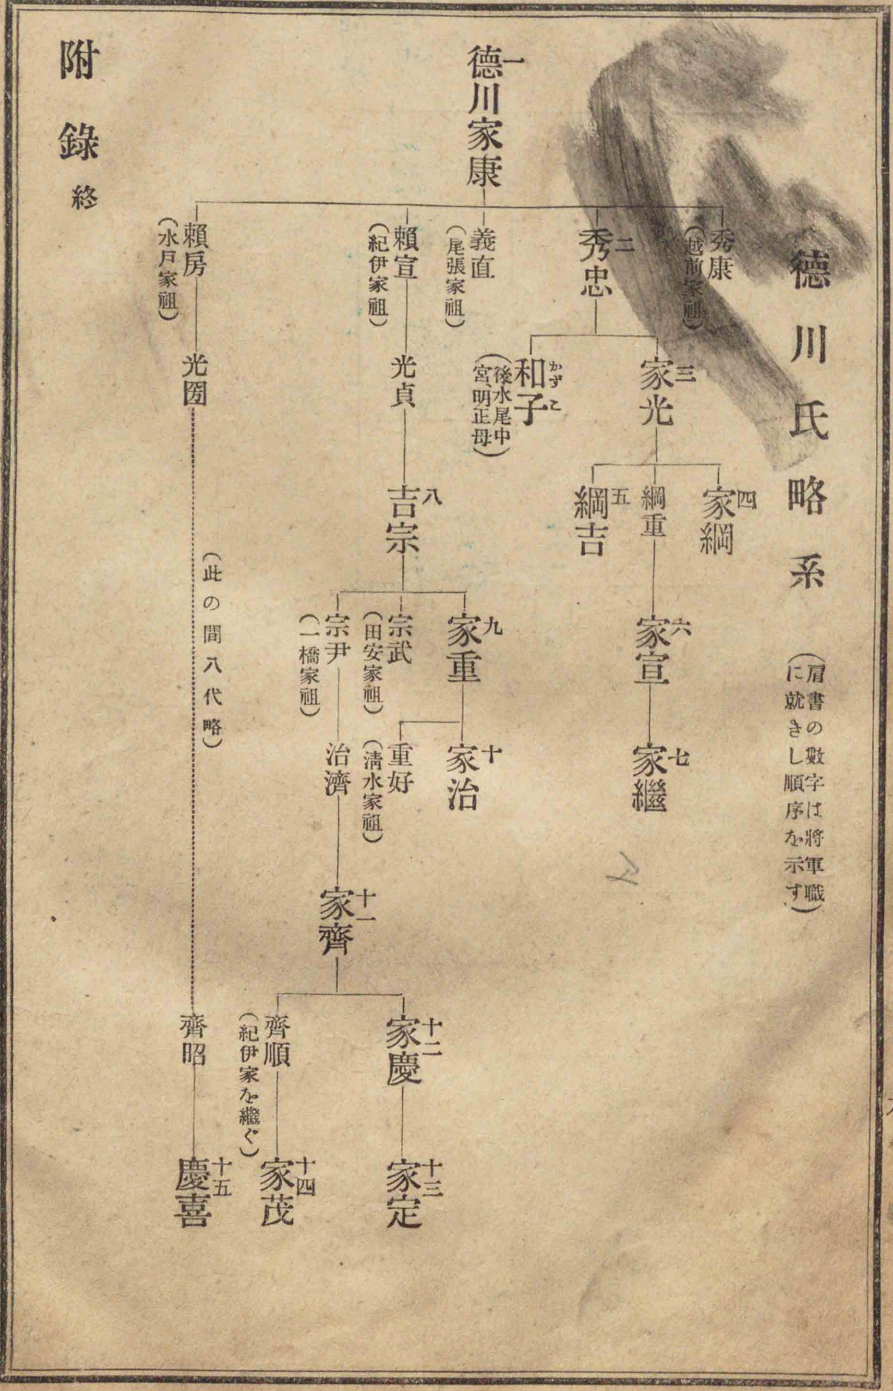 德川氏略系
（肩書の數字は將軍職
に就きし順序を示す）
一
德川家康
秀康
（越前家祖）
二
秀忠
義直
（尾張家祖）
賴宣
（紀伊家祖）
賴房
（水戶家祖）
三
家光
かずこ
和子
（後水尾中
宮、明正母）
光貞
光圀
四
家綱
綱重
五
綱吉
八
吉宗
六
家宣
九
家重
宗武
（田安家祖）
宗尹
（一橋家祖）
（此の間八代略）
七
家繼
十
家治
重好
（淸水家祖）
治濟
十一
家齊
十二
家慶
齊順
（紀伊家を繼ぐ）
齊昭
十三
家定
十四
家茂
十五
慶喜
附錄終